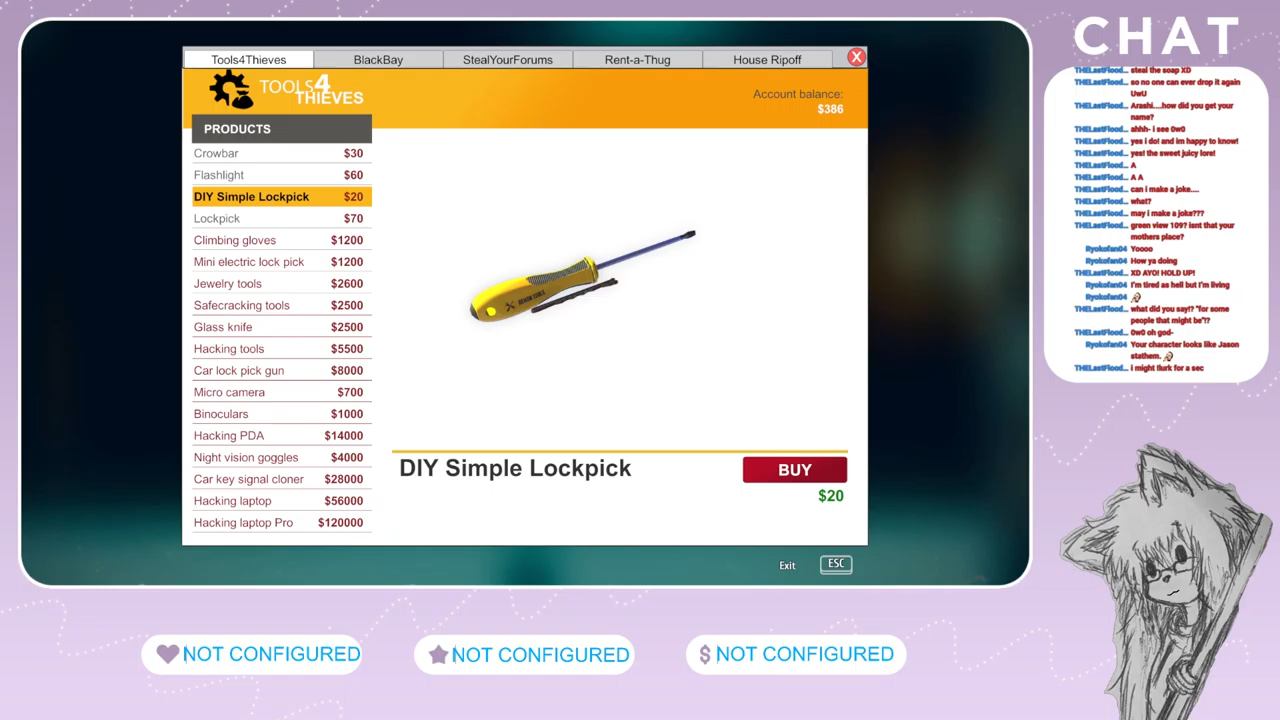 Tools4Thieves
BlackBay
StealYourForums
Rent-a-Thug
House Ripoff
X
TOOLS4
THIEVES
Account balance:
$386
PRODUCTS
Crowbar $30
Flashlight $60
DIY Simple Lockpick $20
Lockpick $70
Climbing gloves $1200
Mini electric lock pick $1200
Jewelry tools $2600
Safecracking tools $2500
Glass knife $2500
Hacking tools $5500
Car lock pick gun $8000
Micro camera $700
Binoculars $1000
Hacking PDA $14000
Night vision goggles $4000
Car key signal cloner $28000
Hacking laptop $56000
Hacking laptop Pro $120000
DIY Simple Lockpick
BUY
$20
Exit ESC
CHAT
THELastFlood... steal the soap XD
THELastFlood... so no one can ever drop it again
UwU
THELastFlood... Arashi....how did you get your
name?
THELastFlood... ahhh- i see 0w0
THELastFlood... yes i do! and im happy to know!
THELastFlood... yes! the sweet juicy lore!
THELastFlood... A
THELastFlood... A A
THELastFlood... can i make a joke....
THELastFlood... what?
THELastFlood... may i make a joke???
THELastFlood... green view 109? isnt that your
mothers place?
Ryokofan04 Yoooo
Ryokofan04 How ya doing
THELastFlood... XD AYO! HOLD UP!
Ryokofan04 I'm tired as hell but I'm living
Ryokofan04
THELastFlood... what did you say!? "for some
people that might be"!?
THELastFlood... 0w0 oh god-
Ryokofan04 Your character looks like Jason
stathem.
THELastFlood... i might !lurk for a sec
NOT CONFIGURED
NOT CONFIGURED
$ NOT CONFIGURED